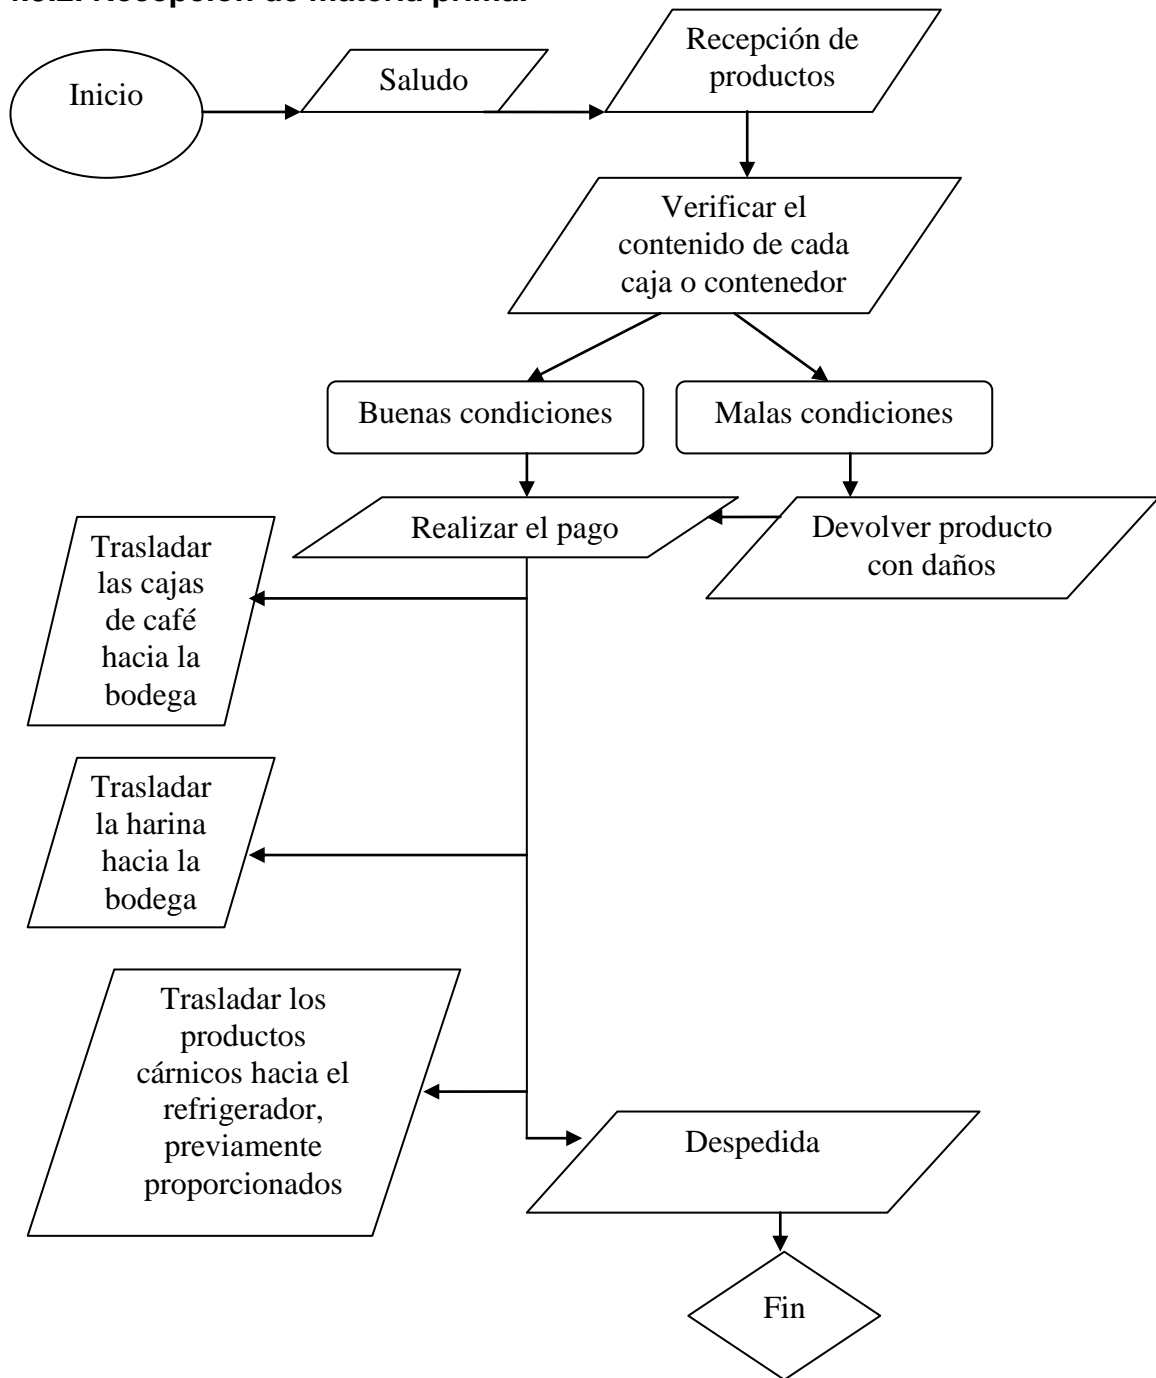 Inicio
Saludo
Recepción de
productos
Verificar el
contenido de cada
caja o contenedor
Buenas condiciones
Malas condiciones
Realizar el pago
Devolver producto
con daños
Trasladar
las cajas
de café
hacia la
bodega
Trasladar
la harina
hacia la
bodega
Trasladar los
productos
cárnicos hacia el
refrigerador,
previamente
proporcionados
Despedida
Fin